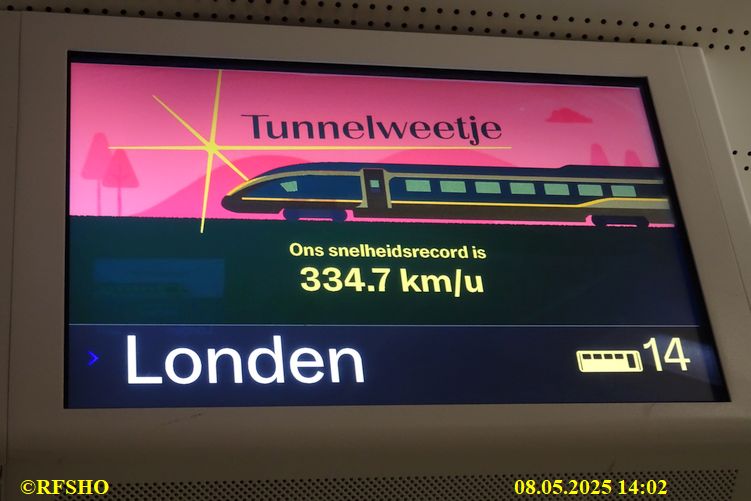 Tunnelweetje
Ons snelheidsrecord is
334.7 km/u
> Londen 14
©RFSHO 08.05.2025 14:02